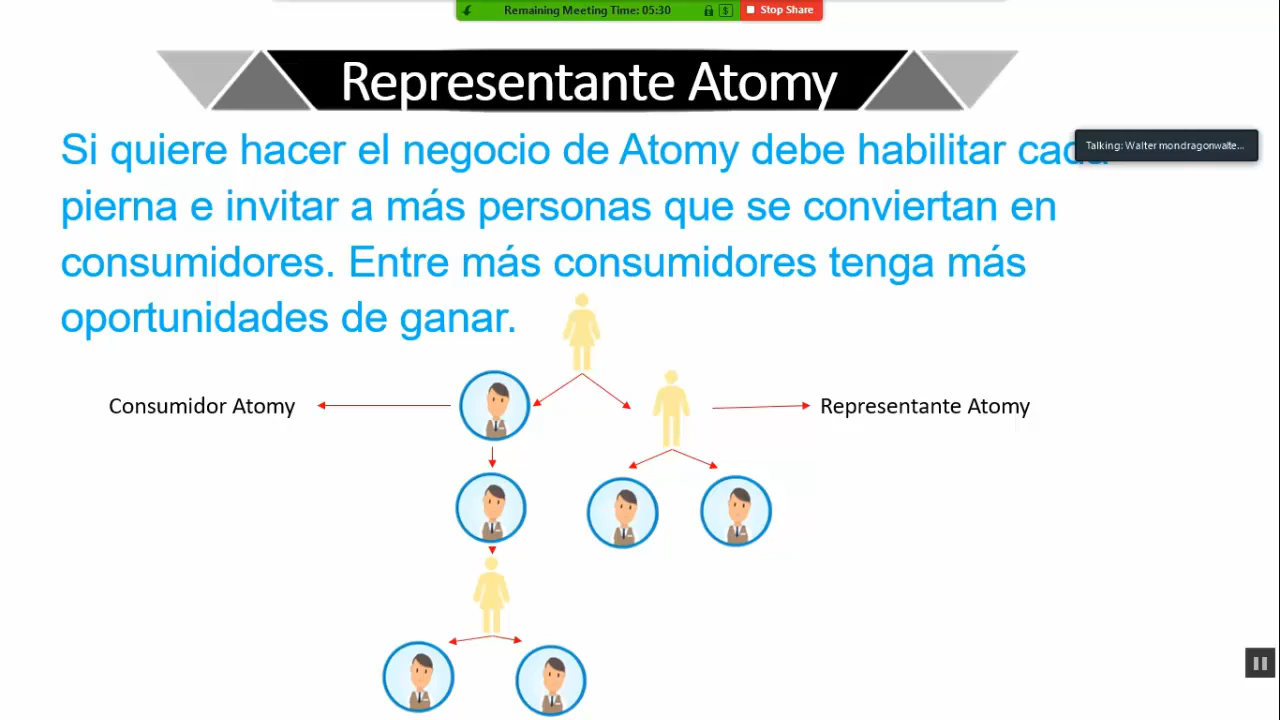 Remaining Meeting Time: 05:30
Stop Share
Representante Atomy
Si quiere hacer el negocio de Atomy debe habilitar cada
Talking: Walter mondragonwalte...
pierna e invitar a más personas que se conviertan en
consumidores. Entre más consumidores tenga más
oportunidades de ganar.
Consumidor Atomy
Representante Atomy